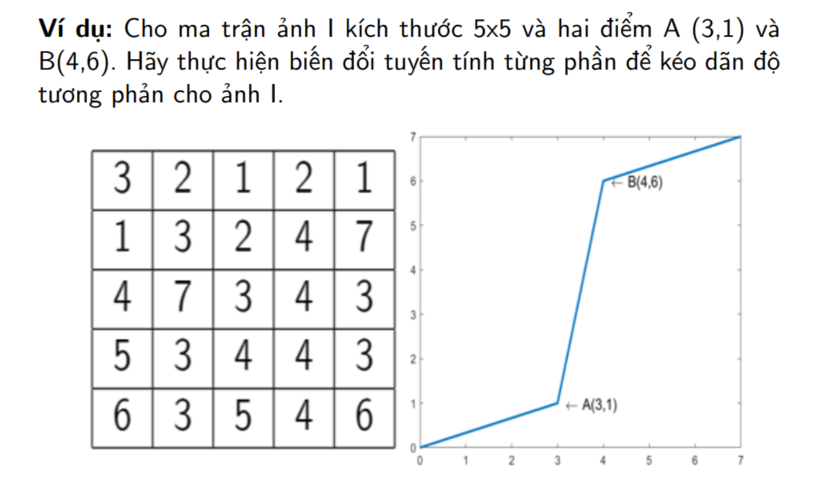 Ví dụ: Cho ma trận ảnh I kích thước 5x5 và hai điểm A (3,1) và
B(4,6). Hãy thực hiện biến đổi tuyến tính từng phần để kéo dãn độ
tương phản cho ảnh I.
3 2 1 2 1
1 3 2 4 7
4 7 3 4 3
5 3 4 4 3
6 3 5 4 6
7
6
5
4
3
2
1
0
← B(4,6)
← A(3,1)
0 1 2 3 4 5 6 7